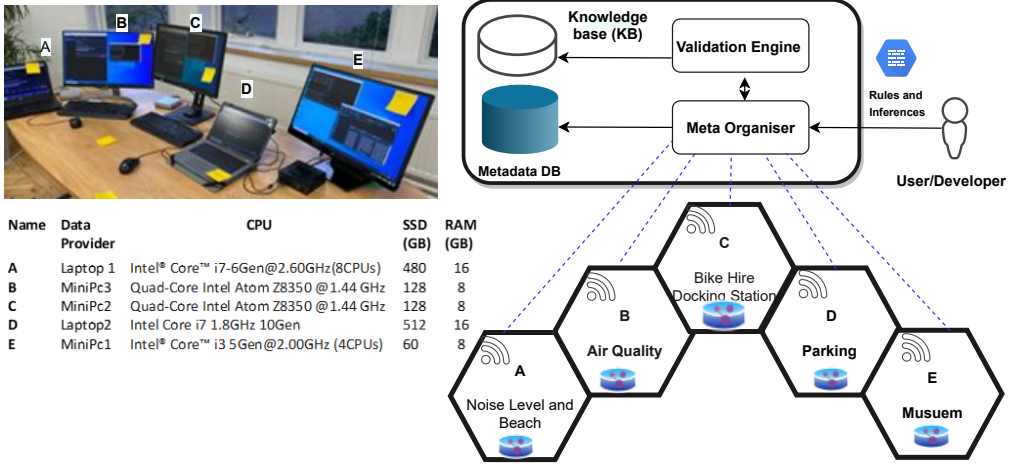 A
B
C
D
E
Name Data Provider CPU SSD (GB) RAM (GB)
A Laptop 1 Intel® Core™ i7-6Gen@2.60GHz(8CPUs) 480 16
B MiniPc3 Quad-Core Intel Atom Z8350 @1.44 GHz 128 8
C MiniPc2 Quad-Core Intel Atom Z8350 @1.44 GHz 128 8
D Laptop2 Intel Core i7 1.8GHz 10Gen 512 16
E MiniPc1 Intel® Core™ i3 5Gen@2.00GHz (4CPUs) 60 8
Knowledge
base (KB)
Validation Engine
Meta Organiser
Metadata DB
Rules and
Inferences
User/Developer
C
Bike Hire
Docking Station
B
Air Quality
D
Parking
A
Noise Level and
Beach
E
Musuem